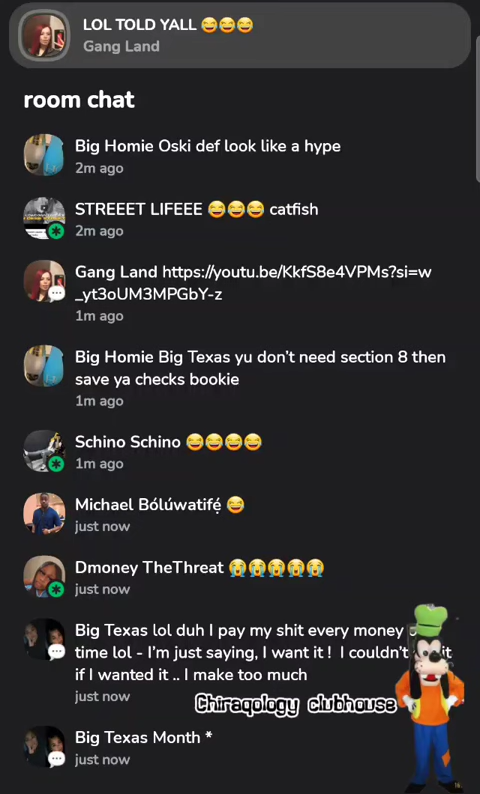 LOL TOLD YALL 😂😂😂
Gang Land
room chat
Big Homie Oski def look like a hype
2m ago
STREEET LIFEEE 😂😂😂 catfish
2m ago
Gang Land https://youtu.be/KkfS8e4VPMs?si=w
_yt3oUM3MPGbY-z
1m ago
Big Homie Big Texas yu don't need section 8 then
save ya checks bookie
1m ago
Schino Schino 😂😂😂😂
1m ago
Michael Bólúwatifẹ́ 😂
just now
Dmoney TheThreat 😭😭😭😭😭
just now
Big Texas lol duh I pay my shit every money
time lol - I'm just saying, I want it ! I couldn't it
if I wanted it .. I make too much
just now
Chiraqology clubhouse
Big Texas Month *
just now